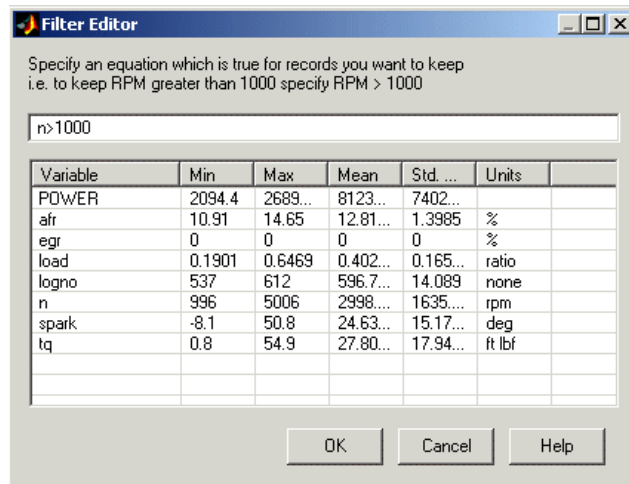 Filter Editor
Specify an equation which is true for records you want to keep
i.e. to keep RPM greater than 1000 specify RPM > 1000
n>1000
Variable Min Max Mean Std. ... Units
POWER 2094.4 2689... 8123... 7402...
afr 10.91 14.65 12.81... 1.3985 %
egr 0 0 0 0 %
load 0.1901 0.6469 0.402... 0.165... ratio
logno 537 612 596.7... 14.089 none
n 996 5006 2998.... 1635.... rpm
spark -8.1 50.8 24.63... 15.17... deg
tq 0.8 54.9 27.80... 17.94... ft lbf
OK Cancel Help